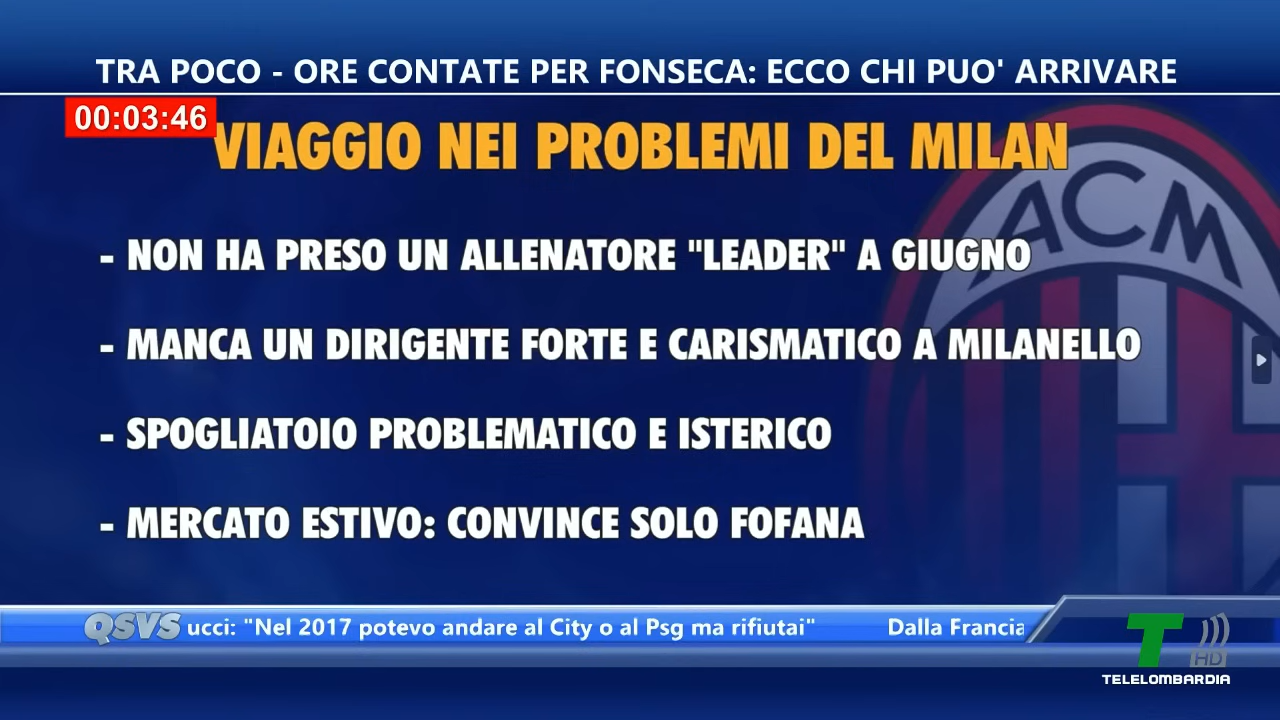 TRA POCO - ORE CONTATE PER FONSECA: ECCO CHI PUO' ARRIVARE
00:03:46
VIAGGIO NEI PROBLEMI DEL MILAN
ACM
- NON HA PRESO UN ALLENATORE "LEADER" A GIUGNO
- MANCA UN DIRIGENTE FORTE E CARISMATICO A MILANELLO
- SPOGLIATOIO PROBLEMATICO E ISTERICO
- MERCATO ESTIVO: CONVINCE SOLO FOFANA
QSVS ucci: "Nel 2017 potevo andare al City o al Psg ma rifiutai" Dalla Francia
T HD
TELELOMBARDIA